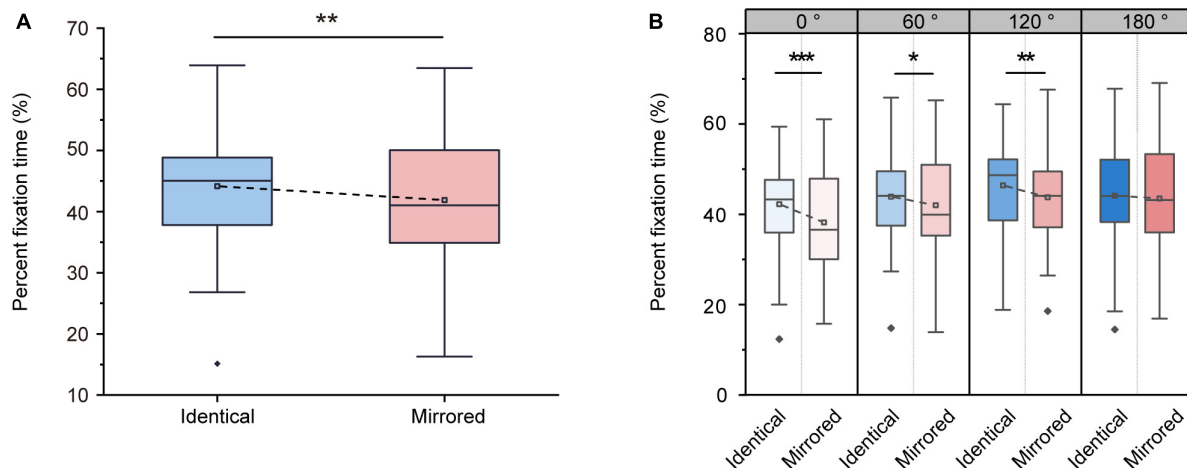 A
**
Percent fixation time (%)
70
60
50
40
30
20
10
Identical
Mirrored
B
0 °
60 °
120 °
180 °
***
*
**
Percent fixation time (%)
80
60
40
20
0
Identical
Mirrored
Identical
Mirrored
Identical
Mirrored
Identical
Mirrored